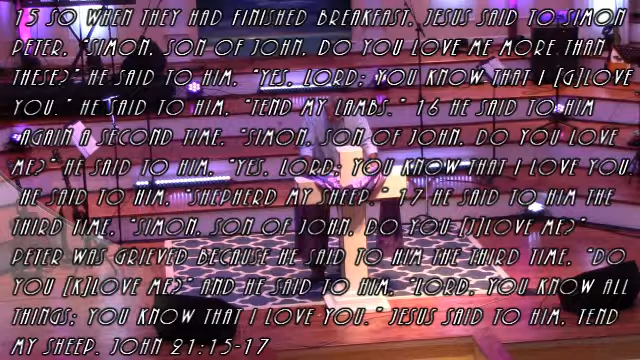 15 SO WHEN THEY HAD FINISHED BREAKFAST, JESUS SAID TO SIMON
PETER, "SIMON, SON OF JOHN, DO YOU LOVE ME MORE THAN
THESE?" HE SAID TO HIM, "YES, LORD; YOU KNOW THAT I [G]LOVE
YOU." HE SAID TO HIM, "TEND MY LAMBS." 16 HE SAID TO HIM
AGAIN A SECOND TIME, "SIMON, SON OF JOHN, DO YOU LOVE
ME?" HE SAID TO HIM, "YES, LORD; YOU KNOW THAT I LOVE YOU."
HE SAID TO HIM, "SHEPHERD MY SHEEP." 17 HE SAID TO HIM THE
THIRD TIME, "SIMON, SON OF JOHN, DO YOU [J]LOVE ME?"
PETER WAS GRIEVED BECAUSE HE SAID TO HIM THE THIRD TIME, "DO
YOU [K]LOVE ME?" AND HE SAID TO HIM, "LORD, YOU KNOW ALL
THINGS; YOU KNOW THAT I LOVE YOU." JESUS SAID TO HIM, TEND
MY SHEEP. JOHN 21:15-17